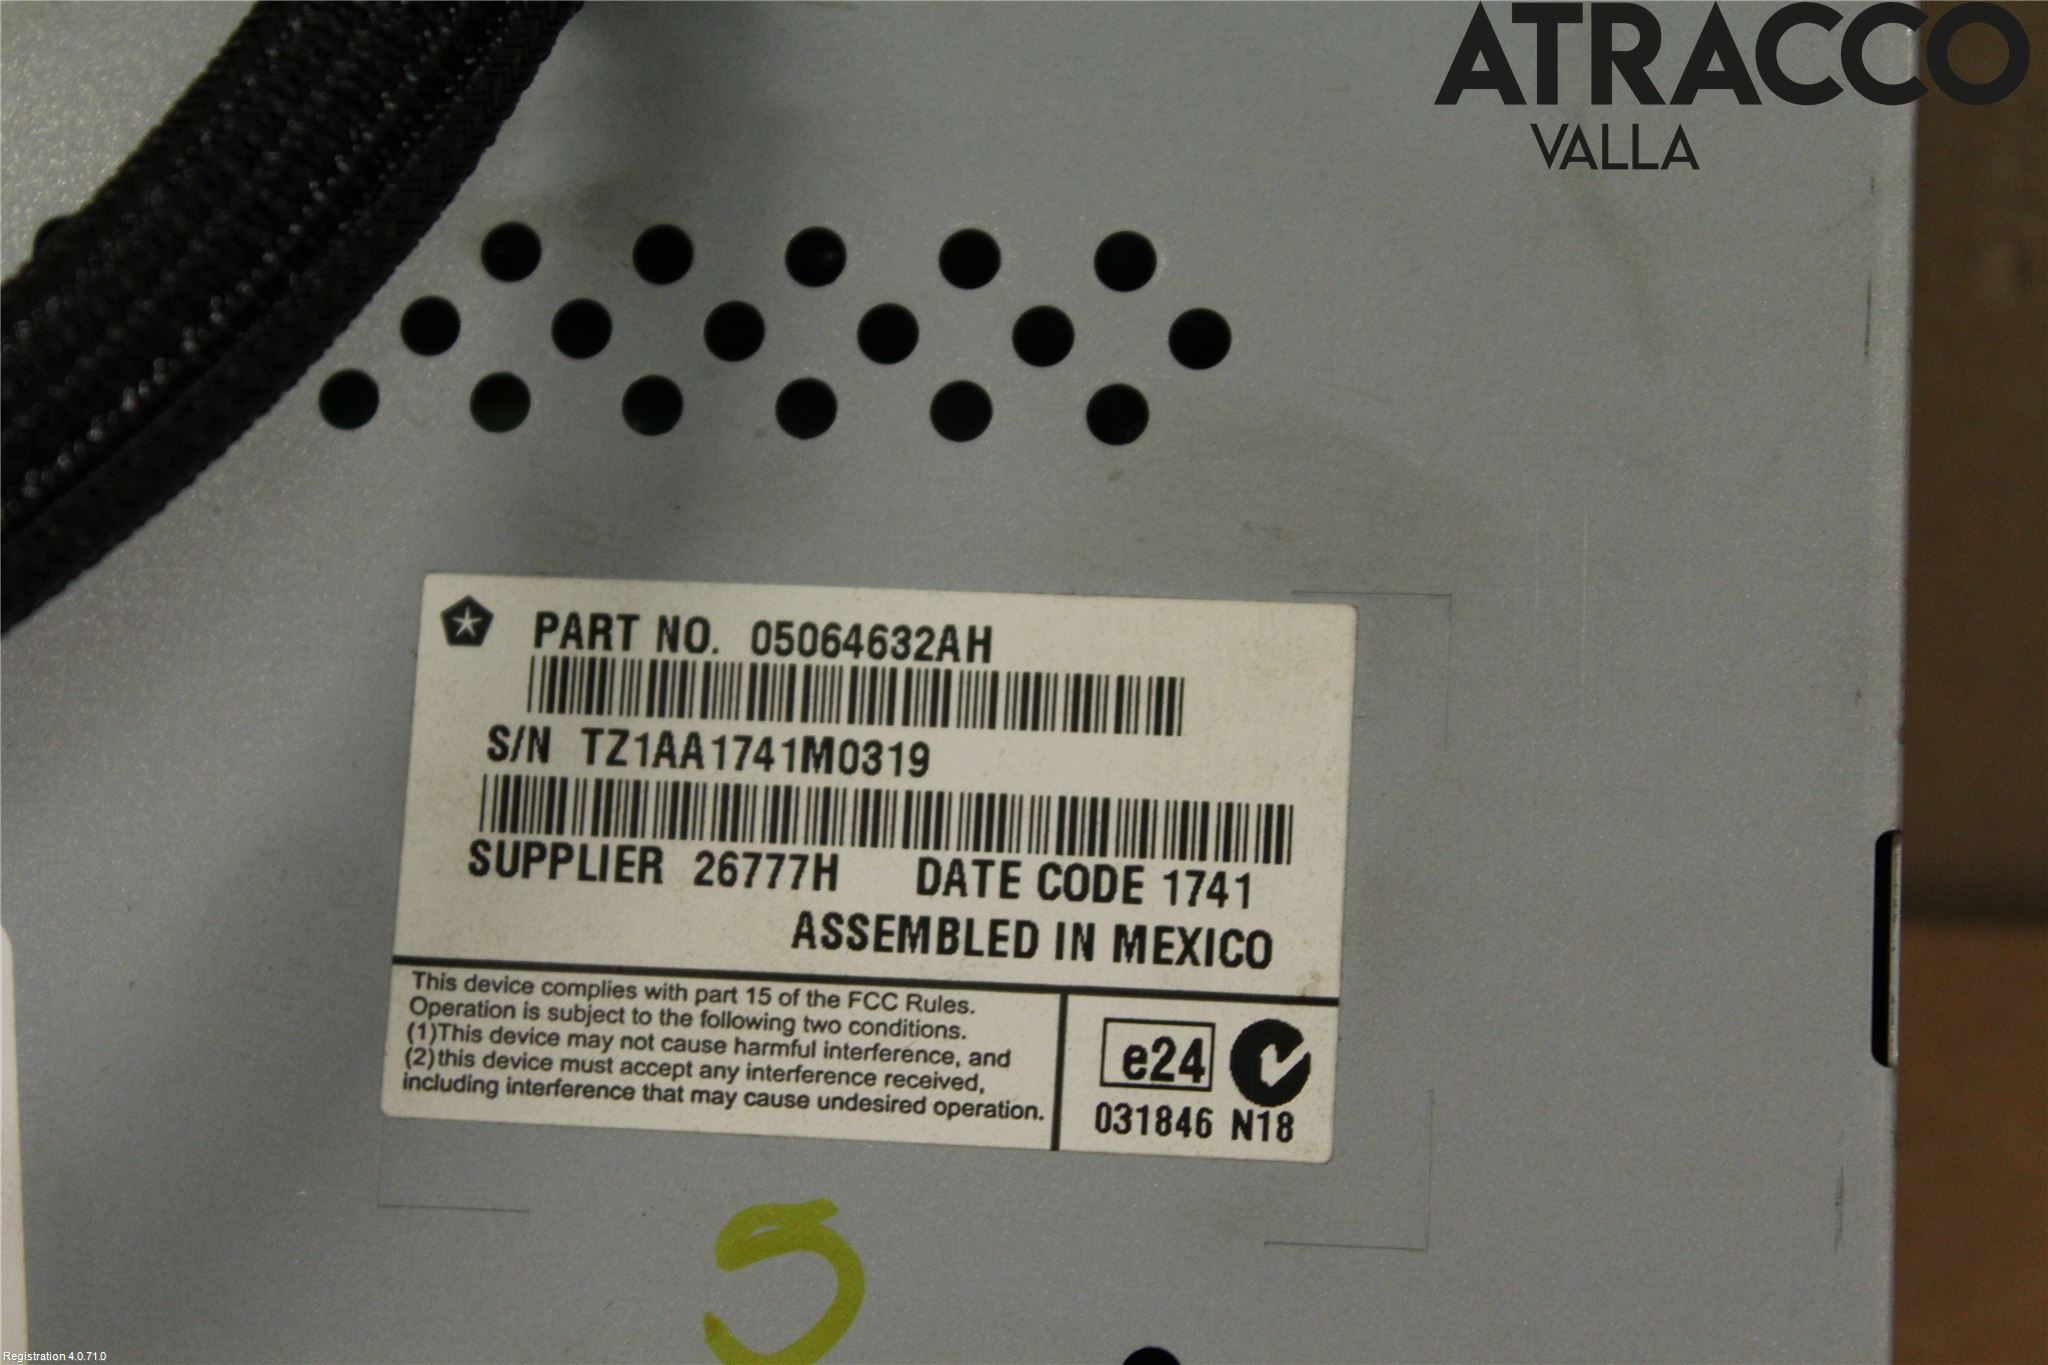 ATRACCO
VALLA
PART NO. 05064632AH
S/N TZ1AA1741M0319
SUPPLIER 26777H DATE CODE 1741
ASSEMBLED IN MEXICO
This device complies with part 15 of the FCC Rules.
Operation is subject to the following two conditions.
(1)This device may not cause harmful interference, and
(2)this device must accept any interference received,
including interference that may cause undesired operation.
e24
031846 N18
Registration 4.0.71.0